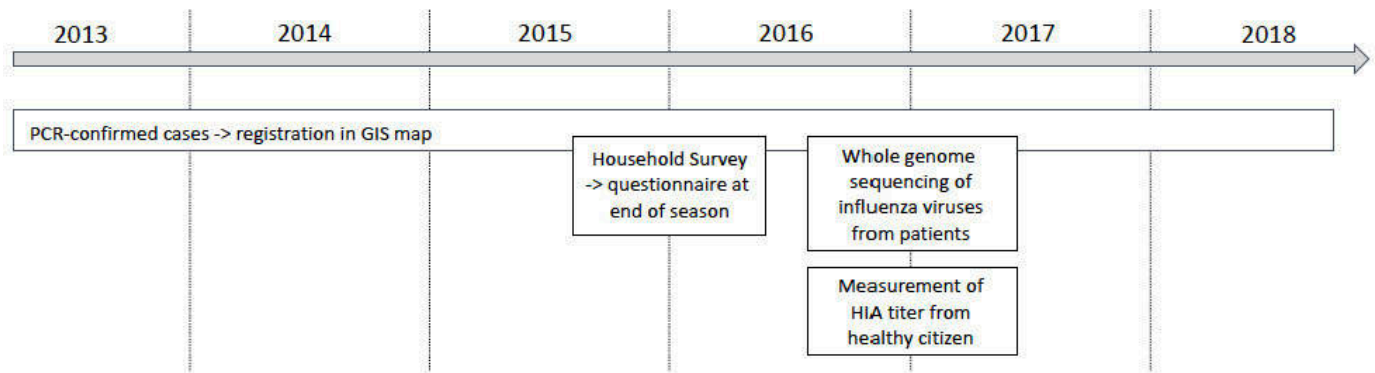 2013 2014 2015 2016 2017 2018
PCR-confirmed cases -> registration in GIS map
Household Survey
-> questionnaire at
end of season
Whole genome
sequencing of
influenza viruses
from patients
Measurement of
HIA titer from
healthy citizen